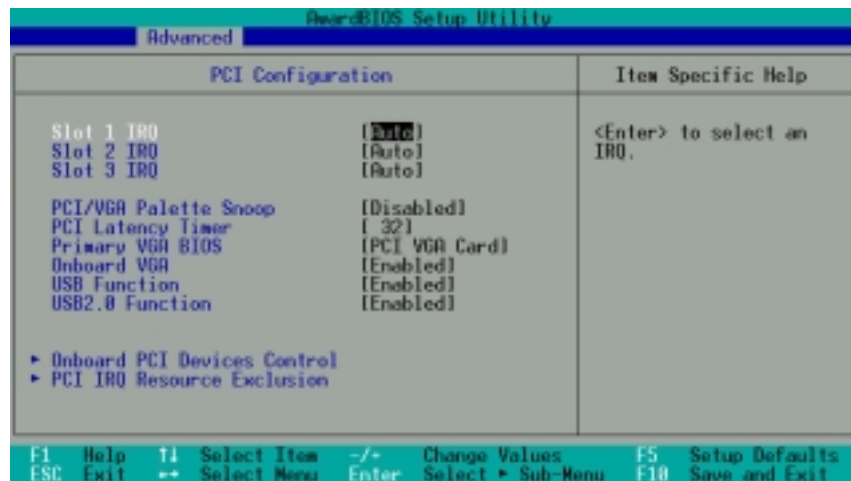 AwardBIOS Setup Utility
Advanced
PCI Configuration
Item Specific Help
Slot 1 IRQ [Auto]
Slot 2 IRQ [Auto]
Slot 3 IRQ [Auto]
<Enter> to select an
IRQ.
PCI/VGA Palette Snoop [Disabled]
PCI Latency Timer [ 32]
Primary VGA BIOS [PCI VGA Card]
Onboard VGA [Enabled]
USB Function [Enabled]
USB2.0 Function [Enabled]
► Onboard PCI Devices Control
► PCI IRQ Resource Exclusion
F1 Help ↑↓ Select Item -/+ Change Values F5 Setup Defaults
ESC Exit ←→ Select Menu Enter Select ► Sub-Menu F10 Save and Exit